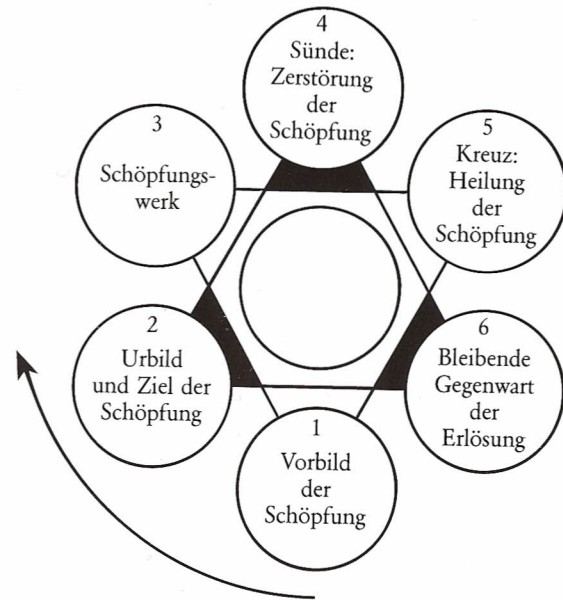 4
Sünde:
Zerstörung
der
Schöpfung
3
Schöpfungs-
werk
5
Kreuz:
Heilung
der
Schöpfung
2
Urbild
und Ziel der
Schöpfung
6
Bleibende
Gegenwart
der
Erlösung
1
Vorbild
der
Schöpfung